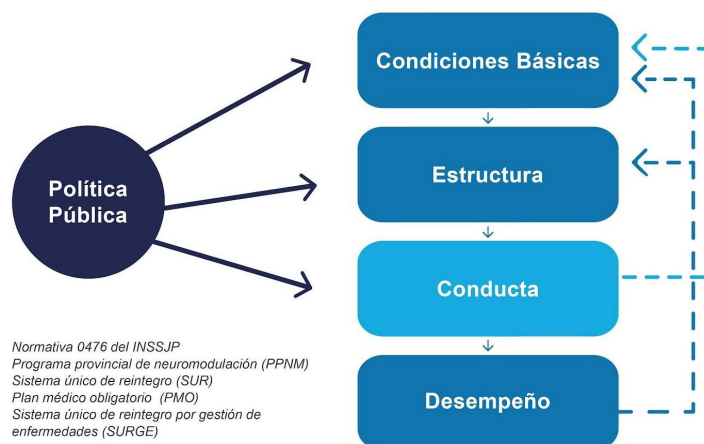 Condiciones Básicas
Política
Pública
Estructura
Conducta
Desempeño
Normativa 0476 del INSSJP
Programa provincial de neuromodulación (PPNM)
Sistema único de reintegro (SUR)
Plan médico obligatorio (PMO)
Sistema único de reintegro por gestión de
enfermedades (SURGE)